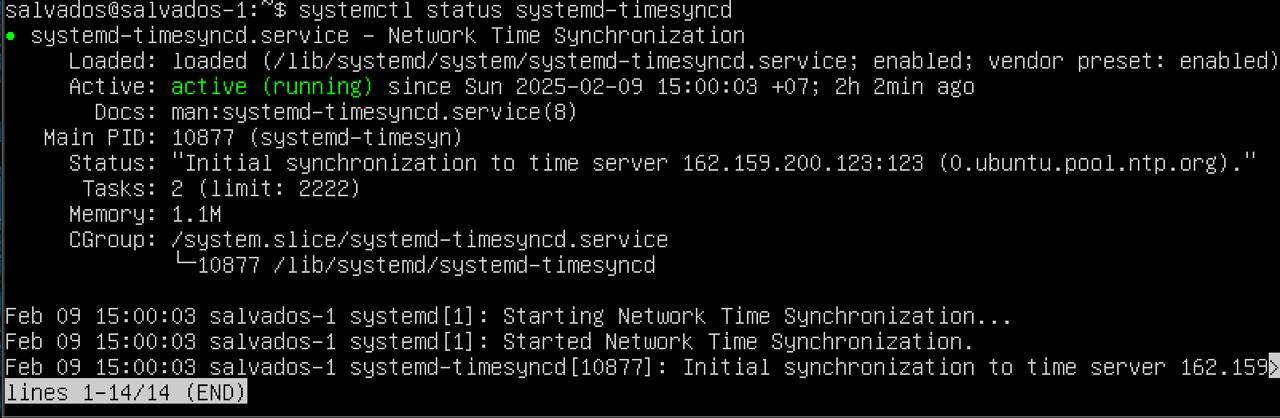 salvados@salvados-1:~$ systemctl status systemd-timesyncd
● systemd-timesyncd.service - Network Time Synchronization
     Loaded: loaded (/lib/systemd/system/systemd-timesyncd.service; enabled; vendor preset: enabled)
     Active: active (running) since Sun 2025-02-09 15:00:03 +07; 2h 2min ago
       Docs: man:systemd-timesyncd.service(8)
   Main PID: 10877 (systemd-timesyn)
     Status: "Initial synchronization to time server 162.159.200.123:123 (0.ubuntu.pool.ntp.org)."
      Tasks: 2 (limit: 2222)
     Memory: 1.1M
     CGroup: /system.slice/systemd-timesyncd.service
             └─10877 /lib/systemd/systemd-timesyncd

Feb 09 15:00:03 salvados-1 systemd[1]: Starting Network Time Synchronization...
Feb 09 15:00:03 salvados-1 systemd[1]: Started Network Time Synchronization.
Feb 09 15:00:03 salvados-1 systemd-timesyncd[10877]: Initial synchronization to time server 162.159>
lines 1-14/14 (END)